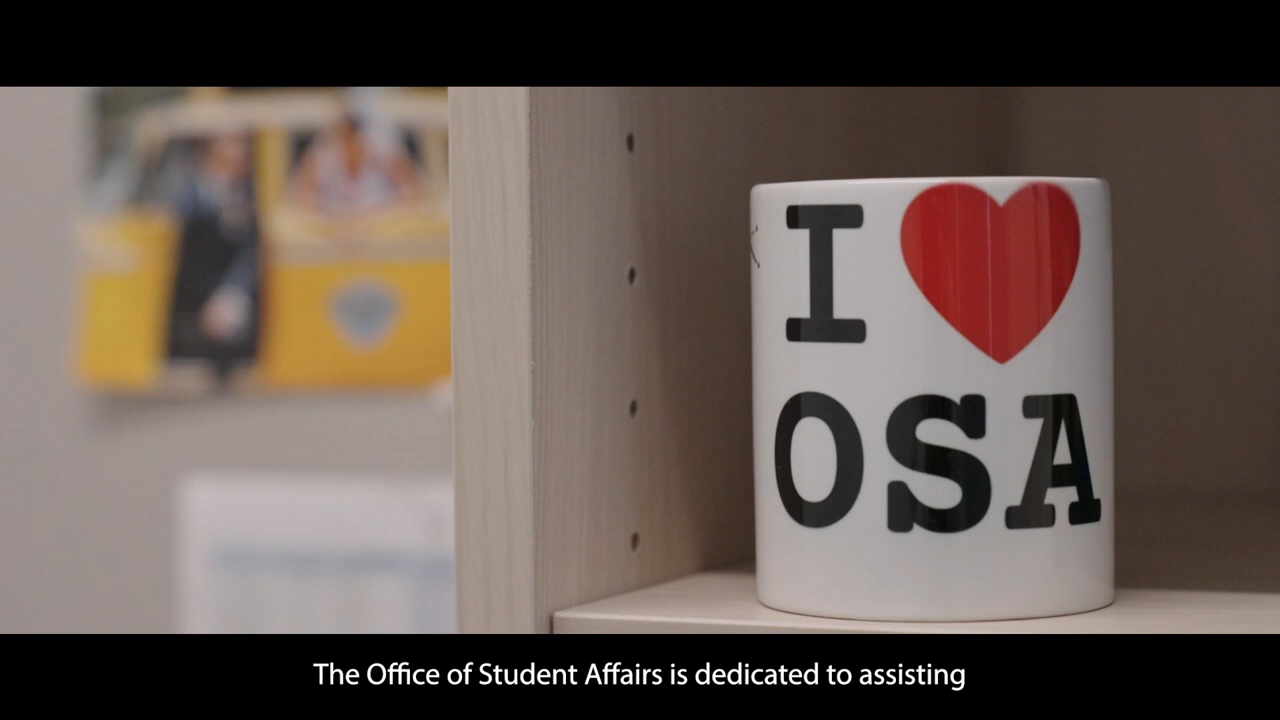 I ♥
OSA
The Office of Student Affairs is dedicated to assisting